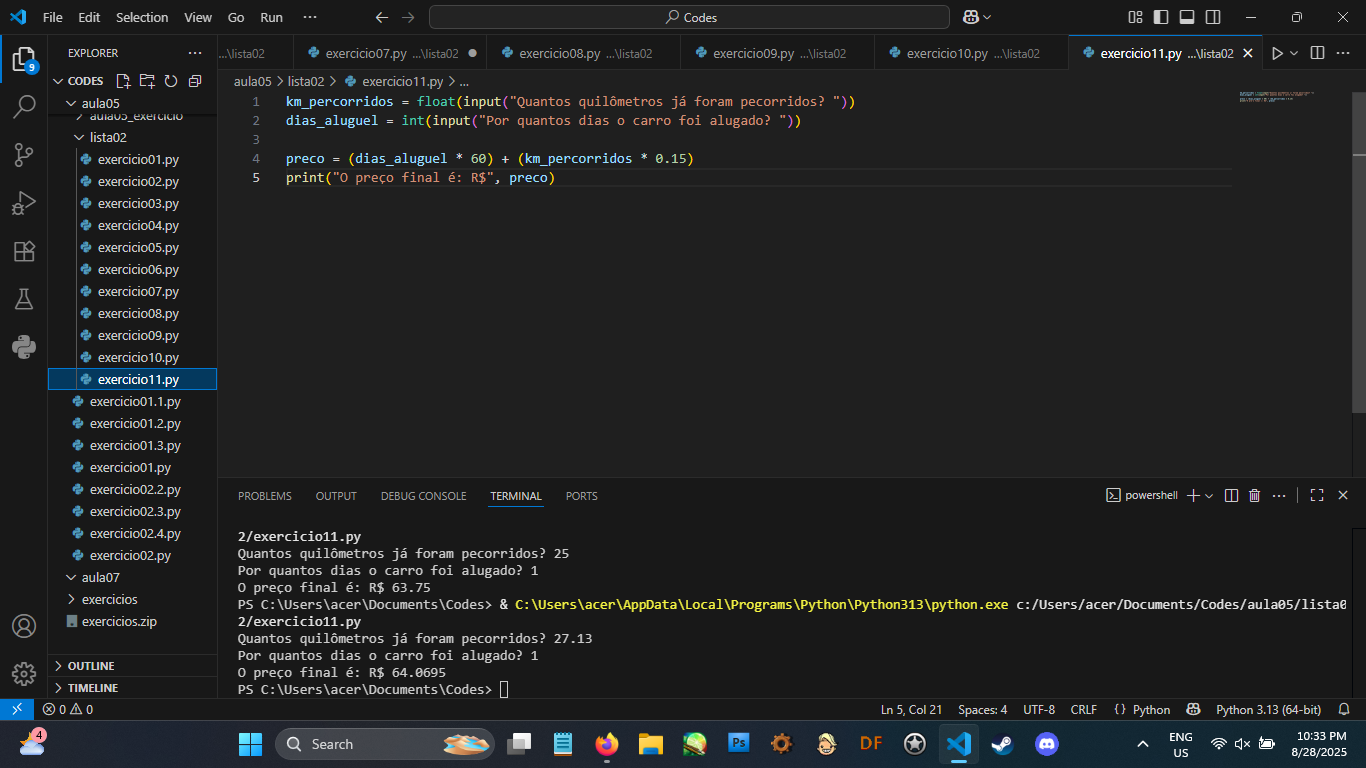 File Edit Selection View Go Run ··· Codes
EXPLORER ···
...\lista02 exercicio07.py ...\lista02 exercicio08.py ...\lista02 exercicio09.py ...\lista02 exercicio10.py ...\lista02 exercicio11.py ...\lista02
9
CODES
aula05
aula05_exercicio
lista02
exercicio01.py
exercicio02.py
exercicio03.py
exercicio04.py
exercicio05.py
exercicio06.py
exercicio07.py
exercicio08.py
exercicio09.py
exercicio10.py
exercicio11.py
exercicio01.1.py
exercicio01.2.py
exercicio01.3.py
exercicio01.py
exercicio02.2.py
exercicio02.3.py
exercicio02.4.py
exercicio02.py
aula07
exercicios
exercicios.zip
OUTLINE
TIMELINE
aula05 > lista02 > exercicio11.py > ...
1 km_percorridos = float(input("Quantos quilômetros já foram pecorridos? "))
2 dias_aluguel = int(input("Por quantos dias o carro foi alugado? "))
3
4 preco = (dias_aluguel * 60) + (km_percorridos * 0.15)
5 print("O preço final é: R$", preco)
PROBLEMS OUTPUT DEBUG CONSOLE TERMINAL PORTS powershell
2/exercicio11.py
Quantos quilômetros já foram pecorridos? 25
Por quantos dias o carro foi alugado? 1
O preço final é: R$ 63.75
PS C:\Users\acer\Documents\Codes> & C:\Users\acer\AppData\Local\Programs\Python\Python313\python.exe c:/Users/acer/Documents/Codes/aula05/lista0
2/exercicio11.py
Quantos quilômetros já foram pecorridos? 27.13
Por quantos dias o carro foi alugado? 1
O preço final é: R$ 64.0695
PS C:\Users\acer\Documents\Codes>
0 0 Ln 5, Col 21 Spaces: 4 UTF-8 CRLF {} Python Python 3.13 (64-bit)
4 Search Ps DF ENG US 10:33 PM 8/28/2025